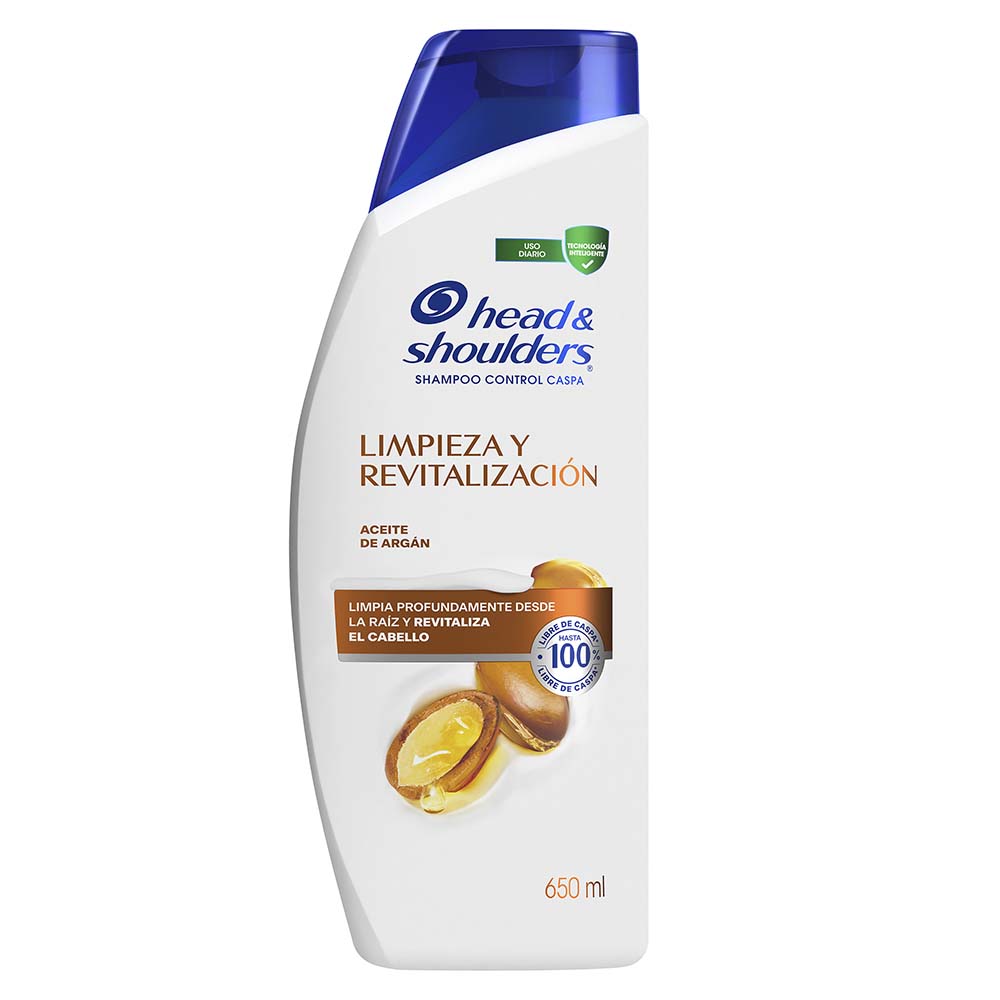 USO
DIARIO
TECNOLOGÍA
INTELIGENTE
head &
shoulders®
SHAMPOO CONTROL CASPA
LIMPIEZA Y
REVITALIZACIÓN
ACEITE
DE ARGÁN
LIMPIA PROFUNDAMENTE DESDE
LA RAÍZ Y REVITALIZA
EL CABELLO
LIBRE DE CASPA*
HASTA
100%
LIBRE DE CASPA*
650 ml